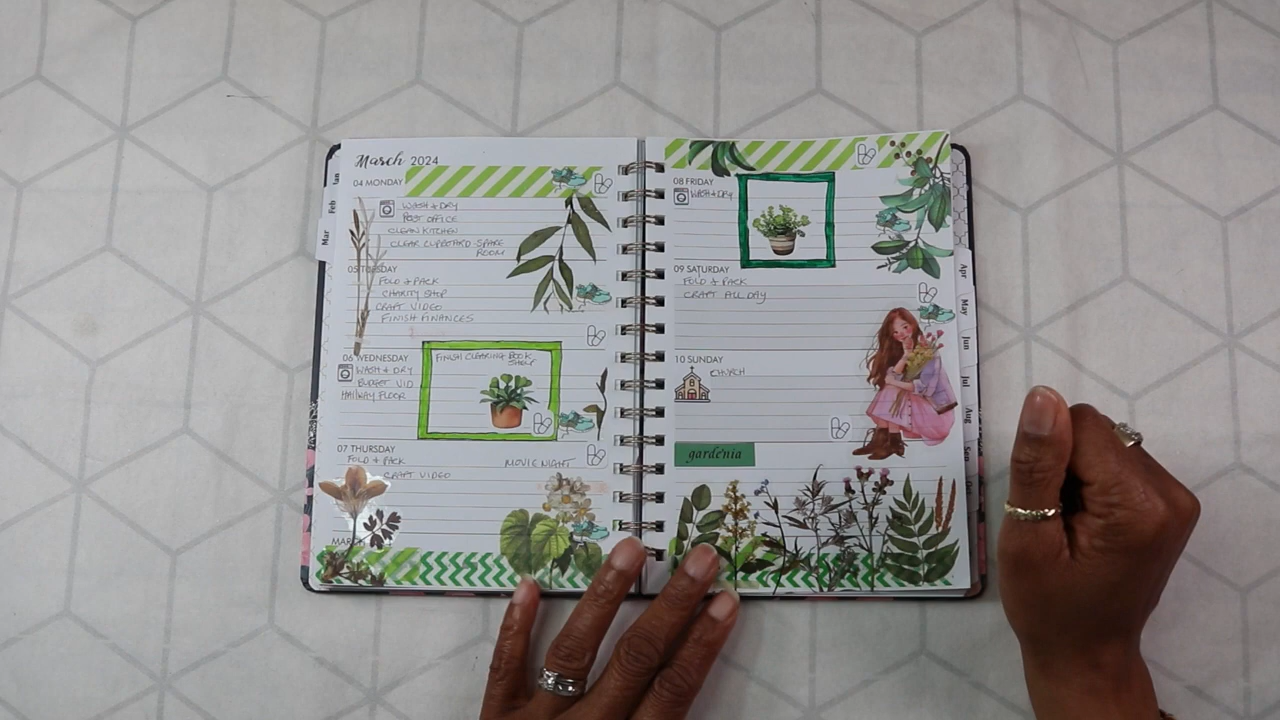 March 2024
04 MONDAY
WASH + DRY
POST OFFICE
CLEAN KITCHEN
CLEAR CUPBOARD SPARE
ROOM
05 TUESDAY
FOLD + PACK
CHARITY SHOP
CRAFT VIDEO
FINISH FINANCES
06 WEDNESDAY
WASH + DRY
BUDGET VID
HALLWAY FLOOR
FINISH CLEARING BOOK
SHELF
07 THURSDAY
FOLD + PACK
CRAFT VIDEO
MOVIE NIGHT
08 FRIDAY
WASH + DRY
09 SATURDAY
FOLD + PACK
CRAFT ALL DAY
10 SUNDAY
CHURCH
gardenia
Jan
Feb
Mar
Apr
May
Jun
Jul
Aug
Sep